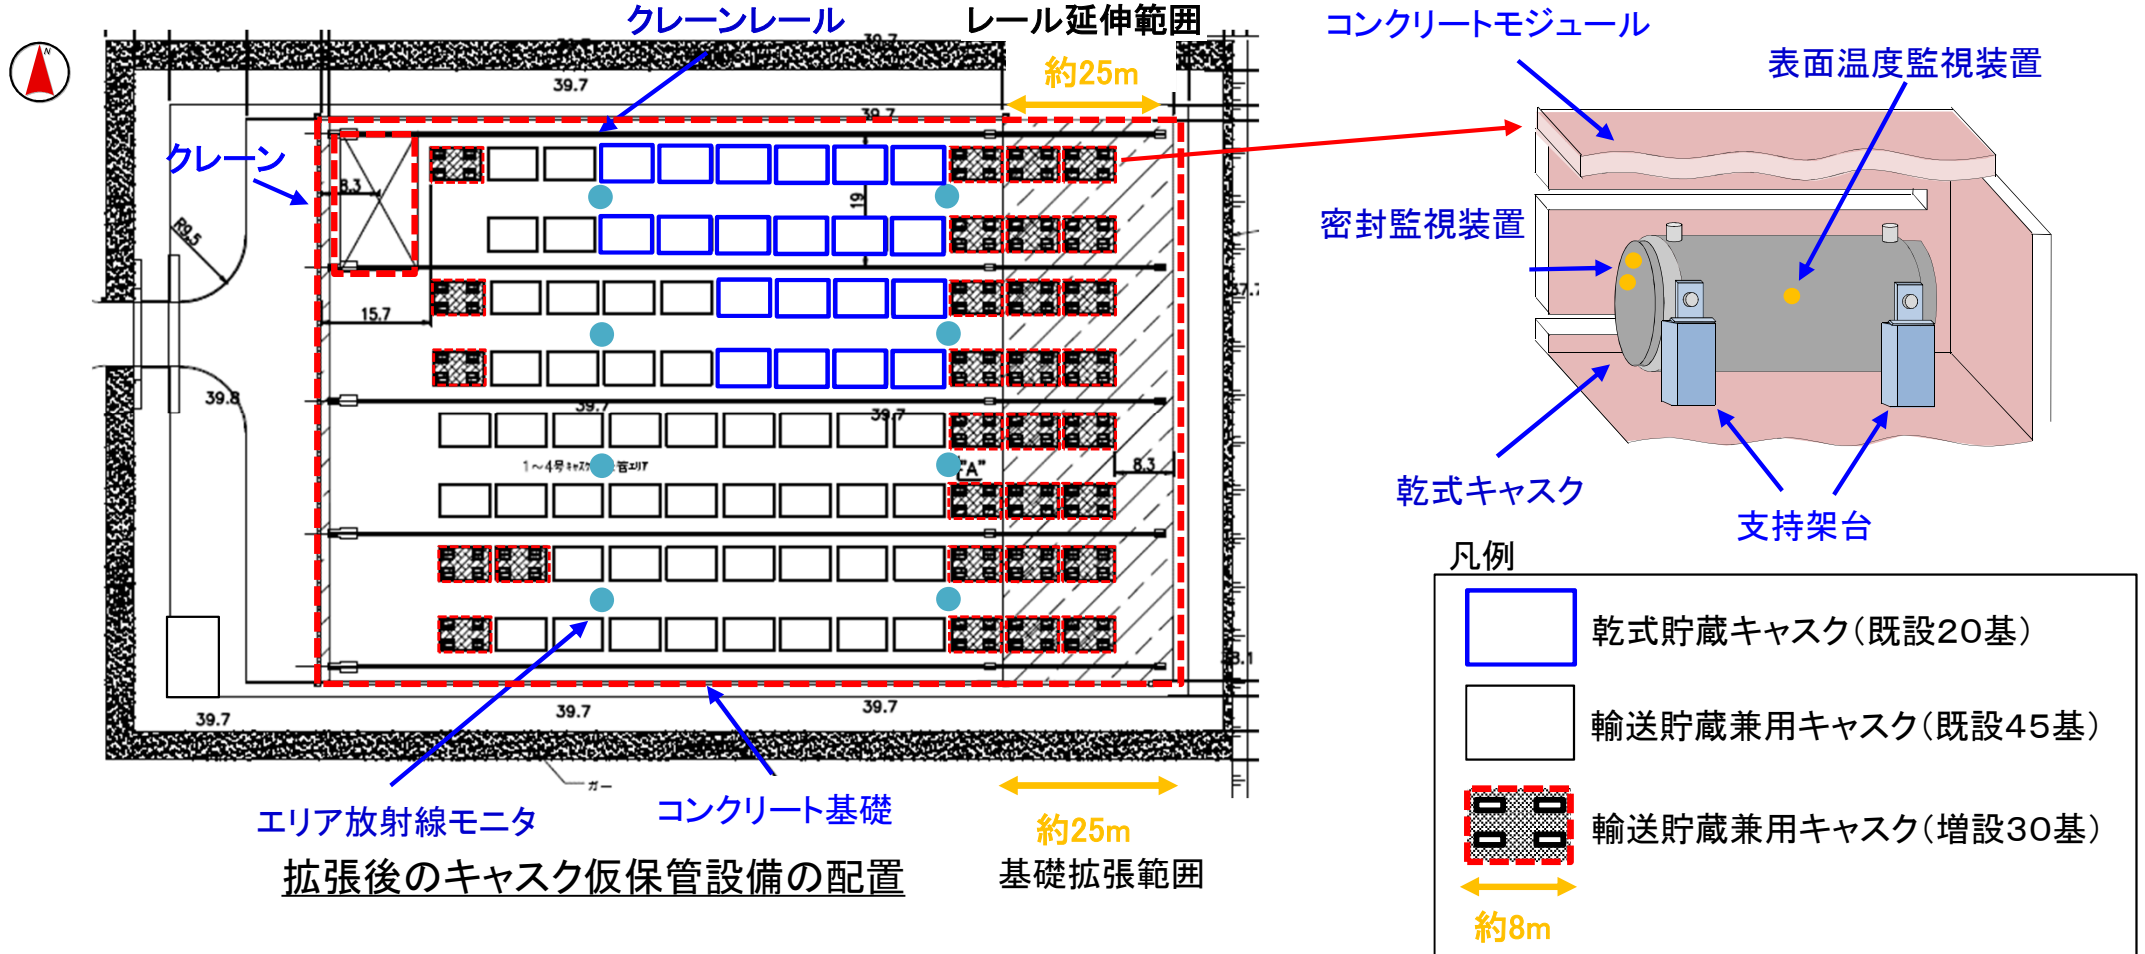 クレーンレール
レール延伸範囲
コンクリートモジュール
N
39.7
約25m
表面温度監視装置
39.7
39.7
クレーン
8.3
19
R9.5
密封監視装置
15.7
37.7
39.8
39.7
39.7
"A"
8.3
乾式キャスク
支持架台
凡例
乾式貯蔵キャスク(既設20基)
輸送貯蔵兼用キャスク(既設45基)
39.7
39.7
39.7
エリア放射線モニタ
コンクリート基礎
約25m
輸送貯蔵兼用キャスク(増設30基)
拡張後のキャスク仮保管設備の配置
基礎拡張範囲
約8m